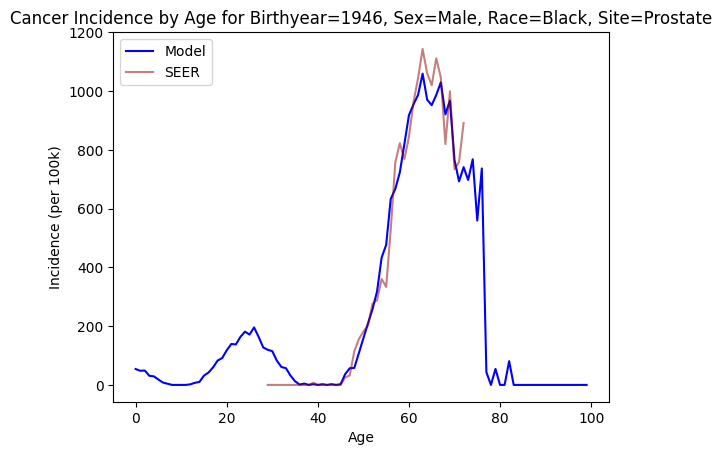 Cancer Incidence by Age for Birthyear=1946, Sex=Male, Race=Black, Site=Prostate
1200
Model
SEER
1000
800
600
400
200
0
Incidence (per 100k)
0 20 40 60 80 100
Age